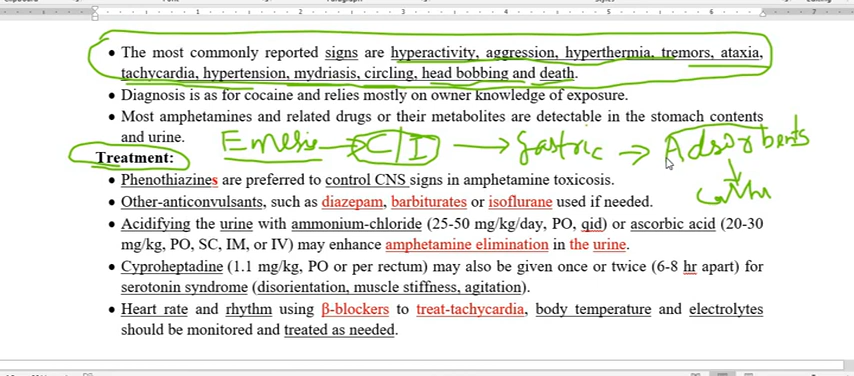 • The most commonly reported signs are hyperactivity, aggression, hyperthermia, tremors, ataxia,
tachycardia, hypertension, mydriasis, circling, head bobbing and death.
• Diagnosis is as for cocaine and relies mostly on owner knowledge of exposure.
• Most amphetamines and related drugs or their metabolites are detectable in the stomach contents
and urine.
Emesis → C/I → Gastric → Adsorbents
Treatment:
• Phenothiazines are preferred to control CNS signs in amphetamine toxicosis.
• Other-anticonvulsants, such as diazepam, barbiturates or isoflurane used if needed.
• Acidifying the urine with ammonium-chloride (25-50 mg/kg/day, PO, qid) or ascorbic acid (20-30
mg/kg, PO, SC, IM, or IV) may enhance amphetamine elimination in the urine.
• Cyproheptadine (1.1 mg/kg, PO or per rectum) may also be given once or twice (6-8 hr apart) for
serotonin syndrome (disorientation, muscle stiffness, agitation).
• Heart rate and rhythm using β-blockers to treat-tachycardia, body temperature and electrolytes
should be monitored and treated as needed.